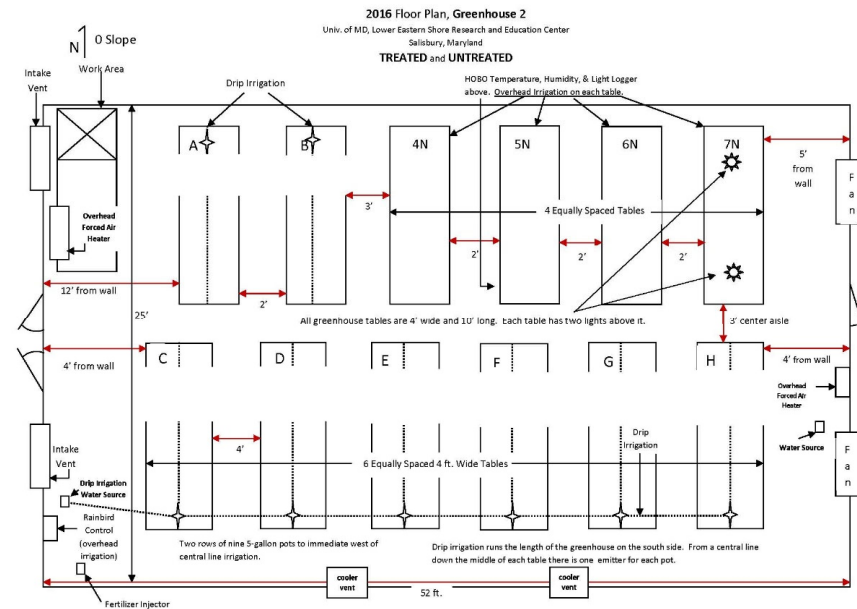 2016 Floor Plan, Greenhouse 2
Univ. of MD, Lower Eastern Shore Research and Education Center
Salisbury, Maryland
TREATED and UNTREATED
N
0 Slope
Work Area
Intake
Vent
Drip Irrigation
HOBO Temperature, Humidity, & Light Logger
above. Overhead Irrigation on each table.
A
B
4N
5N
6N
7N
5'
from
wall
F
a
n
Overhead
Forced Air
Heater
3'
4 Equally Spaced Tables
2'
2'
2'
12' from wall
2'
25'
All greenhouse tables are 4' wide and 10' long. Each table has two lights above it.
3' center aisle
4' from wall
C
D
E
F
G
H
4' from wall
Overhead
Forced Air
Heater
Water Source
4'
Drip
Irrigation
6 Equally Spaced 4 ft. Wide Tables
Intake
Vent
F
a
n
Drip Irrigation
Water Source
Rainbird
Control
(overhead
irrigation)
Two rows of nine 5-gallon pots to immediate west of
central line irrigation.
Drip irrigation runs the length of the greenhouse on the south side. From a central line
down the middle of each table there is one emitter for each pot.
cooler
vent
cooler
vent
52 ft.
Fertilizer Injector